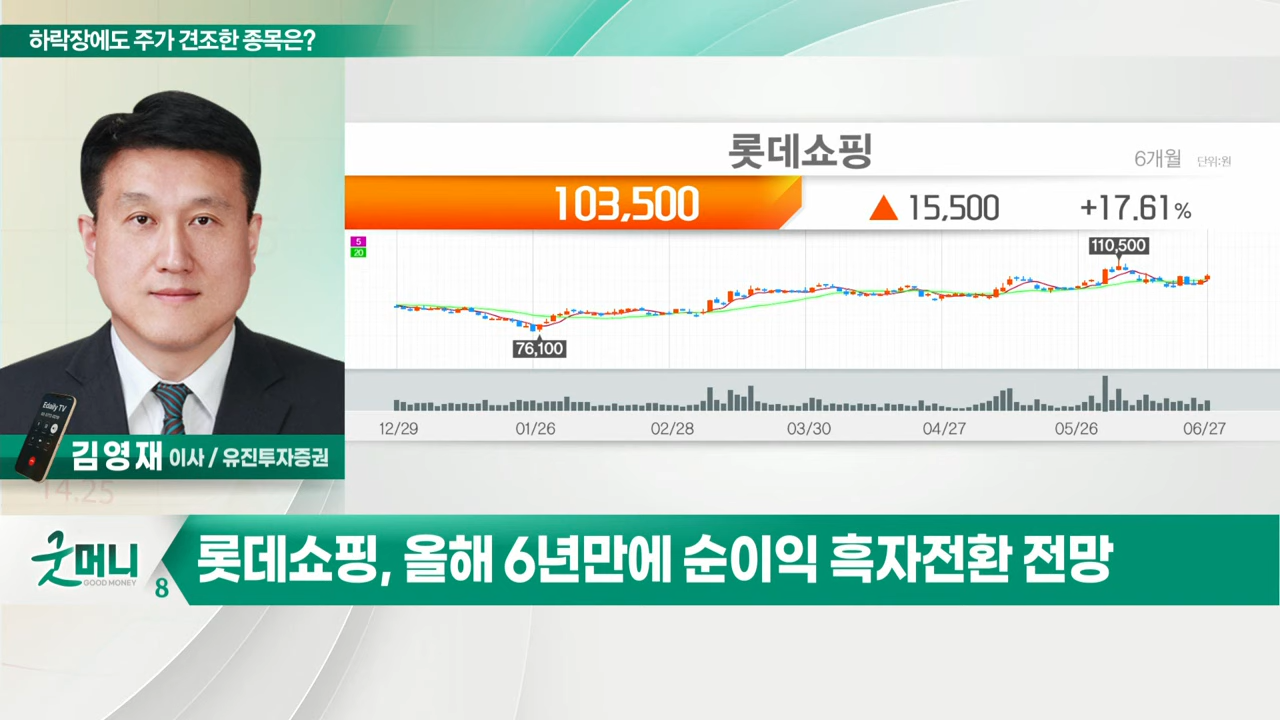 하락장에도 주가 견조한 종목은?
롯데쇼핑
6개월 단위:원
103,500 ▲ 15,500 +17.61%
5
20
110,500
76,100
12/29 01/26 02/28 03/30 04/27 05/26 06/27
Edaily TV
김영재 이사 / 유진투자증권
14.25
굿머니
GOOD MONEY
8
롯데쇼핑, 올해 6년만에 순이익 흑자전환 전망